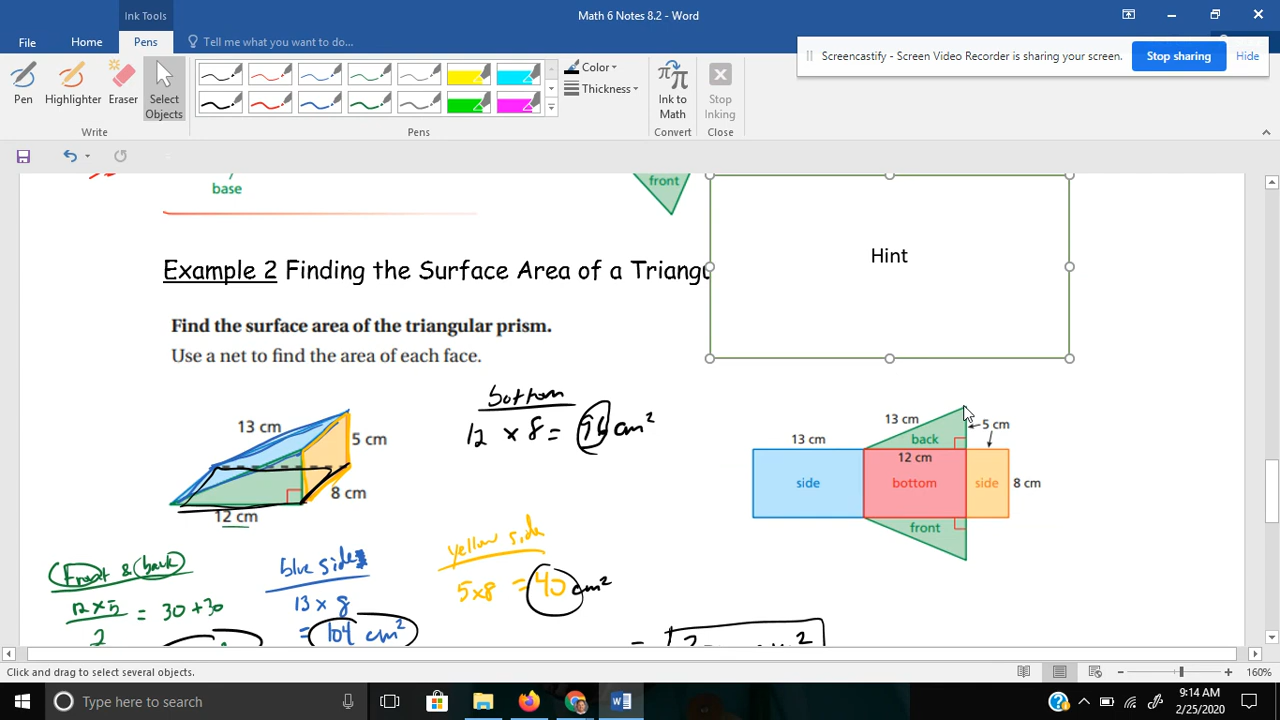 Ink Tools
Math 6 Notes 8.2 - Word
File
Home
Pens
Tell me what you want to do...
Screencastify - Screen Video Recorder is sharing your screen.
Stop sharing
Hide
Pen
Highlighter
Eraser
Select Objects
Color
Thickness
Ink to Math
Stop Inking
Write
Pens
Convert
Close
base
front
Hint
Example 2 Finding the Surface Area of a Triangu
Find the surface area of the triangular prism.
Use a net to find the area of each face.
bottom
12 × 8 = 96 cm²
13 cm
5 cm
8 cm
12 cm
13 cm
5 cm
back
13 cm
12 cm
side
bottom
side
8 cm
front
yellow side
5×8 = 40 cm²
Front & back
12 × 5 = 30 + 30
2
blue side
13 × 8
= 104 cm²
=
Click and drag to select several objects.
160%
Type here to search
9:14 AM
2/25/2020